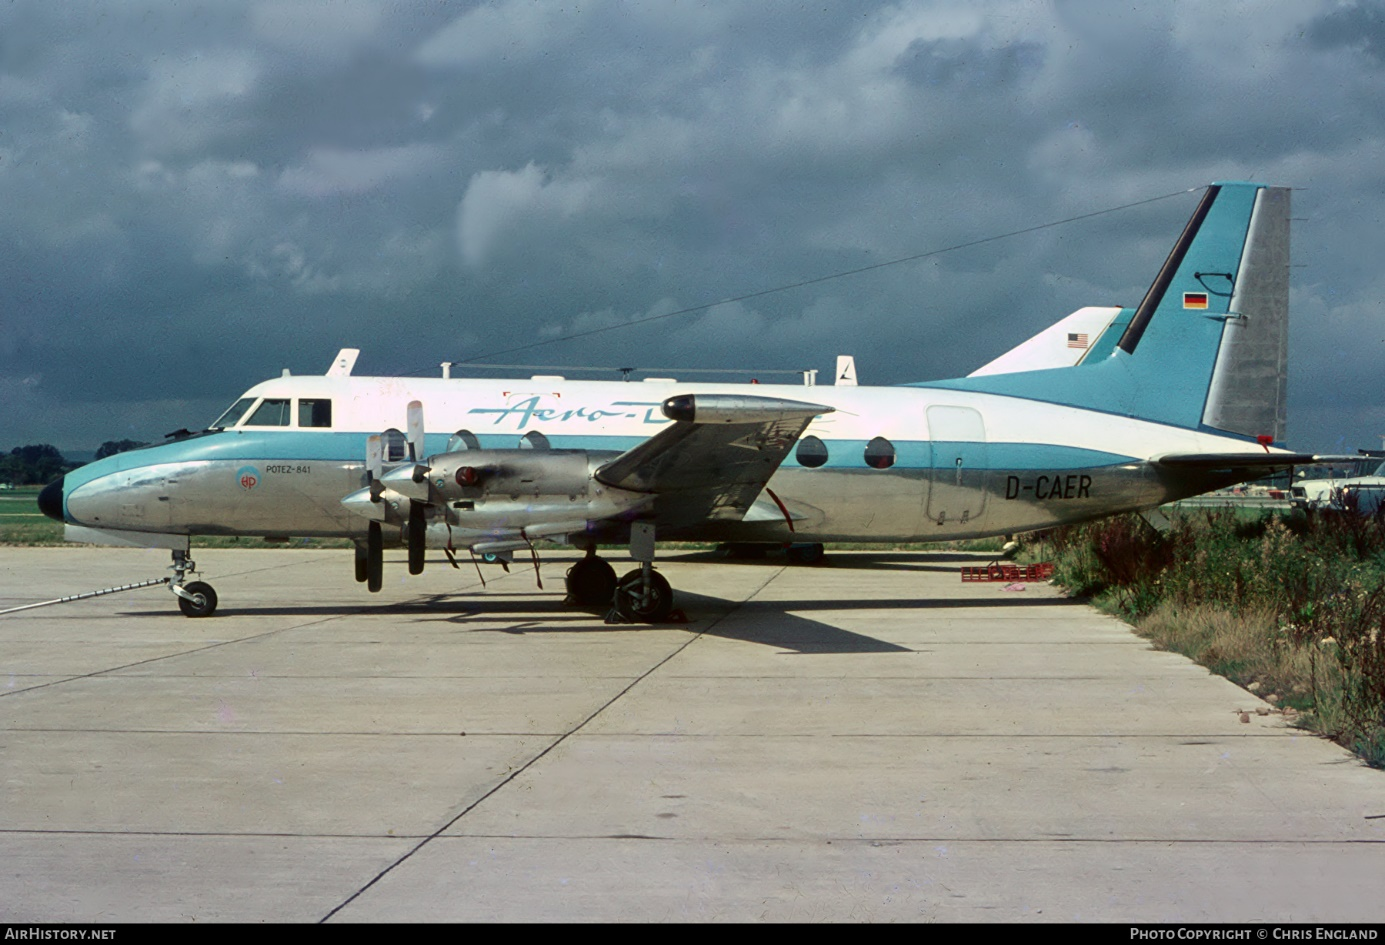 Aero-
POTEZ-841
D-CAER
AirHistory.net
Photo Copyright © Chris England